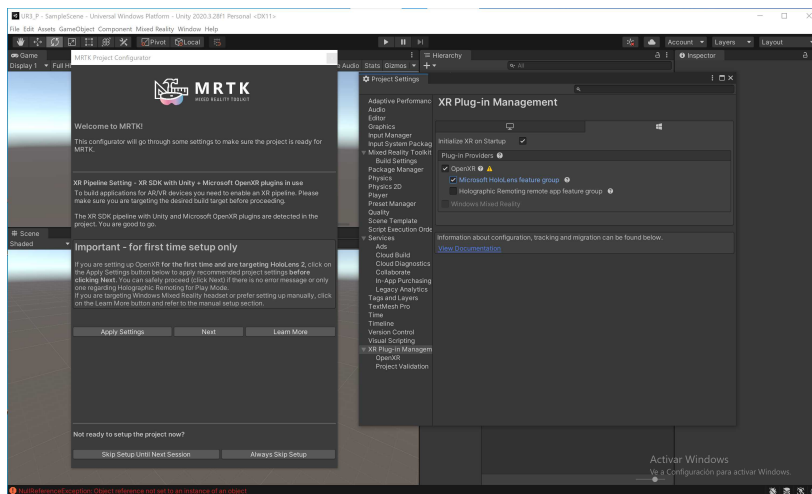 UR3_P - SampleScene - Universal Windows Platform - Unity 2020.3.28f1 Personal <DX11>
File Edit Assets GameObject Component Mixed Reality Window Help
Pivot Local
Account Layers Layout
Game
Display 1 Full H
Audio Stats Gizmos
MRTK Project Configurator
MRTK
MIXED REALITY TOOLKIT
Welcome to MRTK!
This configurator will go through some settings to make sure the project is ready for
MRTK.
XR Pipeline Setting - XR SDK with Unity + Microsoft OpenXR plugins in use
To build applications for AR/VR devices you need to enable an XR pipeline. Please
make sure you are targeting the desired build target before proceeding.
The XR SDK pipeline with Unity and Microsoft OpenXR plugins are detected in the
project. You are good to go.
Scene
Shaded
Important - for first time setup only
If you are setting up OpenXR for the first time and are targeting HoloLens 2, click on
the Apply Settings button below to apply recommended project settings before
clicking Next. You can safely proceed (click Next) if there is no error message or only
one regarding Holographic Remoting for Play Mode.
If you are targeting Windows Mixed Reality headset or prefer setting up manually, click
on the Learn More button and refer to the manual setup section.
Apply Settings Next Learn More
Not ready to setup the project now?
Skip Setup Until Next Session Always Skip Setup
Hierarchy
All
Inspector
Project Settings
Adaptive Performanc
Audio
Editor
Graphics
Input Manager
Input System Packag
Mixed Reality Toolkit
Build Settings
Package Manager
Physics
Physics 2D
Player
Preset Manager
Quality
Scene Template
Script Execution Orde
Services
Ads
Cloud Build
Cloud Diagnostics
Collaborate
In-App Purchasing
Legacy Analytics
Tags and Layers
TextMesh Pro
Time
Timeline
Version Control
Visual Scripting
XR Plug-in Managem
OpenXR
Project Validation
XR Plug-in Management
Initialize XR on Startup
Plug-in Providers
OpenXR
Microsoft HoloLens feature group
Holographic Remoting remote app feature group
Windows Mixed Reality
Information about configuration, tracking and migration can be found below.
View Documentation
Activar Windows
Ve a Configuración para activar Windows.
NullReferenceException: Object reference not set to an instance of an object